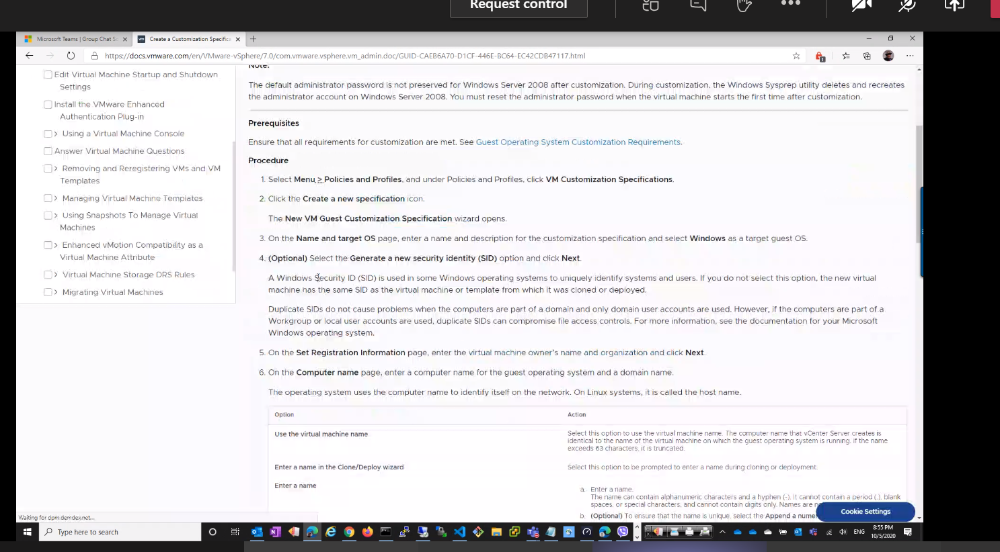 Request control
Microsoft Teams | Group Chat Sc
Create a Customization Specifica
https://docs.vmware.com/en/VMware-vSphere/7.0/com.vmware.vsphere.vm_admin.doc/GUID-CAEB6A70-D1CF-446E-BC64-EC42CDB47117.html
1
Edit Virtual Machine Startup and Shutdown
Settings
Install the VMware Enhanced
Authentication Plug-in
Using a Virtual Machine Console
Answer Virtual Machine Questions
Removing and Reregistering VMs and VM
Templates
Managing Virtual Machine Templates
Using Snapshots To Manage Virtual
Machines
Enhanced vMotion Compatibility as a
Virtual Machine Attribute
Virtual Machine Storage DRS Rules
Migrating Virtual Machines
Note:
The default administrator password is not preserved for Windows Server 2008 after customization. During customization, the Windows Sysprep utility deletes and recreates
the administrator account on Windows Server 2008. You must reset the administrator password when the virtual machine starts the first time after customization.
Prerequisites
Ensure that all requirements for customization are met. See Guest Operating System Customization Requirements.
Procedure
1. Select Menu > Policies and Profiles, and under Policies and Profiles, click VM Customization Specifications.
2. Click the Create a new specification icon.
The New VM Guest Customization Specification wizard opens.
3. On the Name and target OS page, enter a name and description for the customization specification and select Windows as a target guest OS.
4. (Optional) Select the Generate a new security identity (SID) option and click Next.
A Windows Security ID (SID) is used in some Windows operating systems to uniquely identify systems and users. If you do not select this option, the new virtual
machine has the same SID as the virtual machine or template from which it was cloned or deployed.
Duplicate SIDs do not cause problems when the computers are part of a domain and only domain user accounts are used. However, if the computers are part of a
Workgroup or local user accounts are used, duplicate SIDs can compromise file access controls. For more information, see the documentation for your Microsoft
Windows operating system.
5. On the Set Registration Information page, enter the virtual machine owner's name and organization and click Next.
6. On the Computer name page, enter a computer name for the guest operating system and a domain name.
The operating system uses the computer name to identify itself on the network. On Linux systems, it is called the host name.
Option Action
Use the virtual machine name
Select this option to use the virtual machine name. The computer name that vCenter Server creates is
identical to the name of the virtual machine on which the guest operating system is running. If the name
exceeds 63 characters, it is truncated.
Enter a name in the Clone/Deploy wizard
Select this option to be prompted to enter a name during cloning or deployment.
Enter a name
a. Enter a name.
The name can contain alphanumeric characters and a hyphen (-). It cannot contain a period (.), blank
spaces, or special characters, and cannot contain digits only. Names are
b. (Optional) To ensure that the name is unique, select the Append a
Cookie Settings
Waiting for dpm.demdex.net...
Type here to search
ENG
8:55 PM
10/5/2020